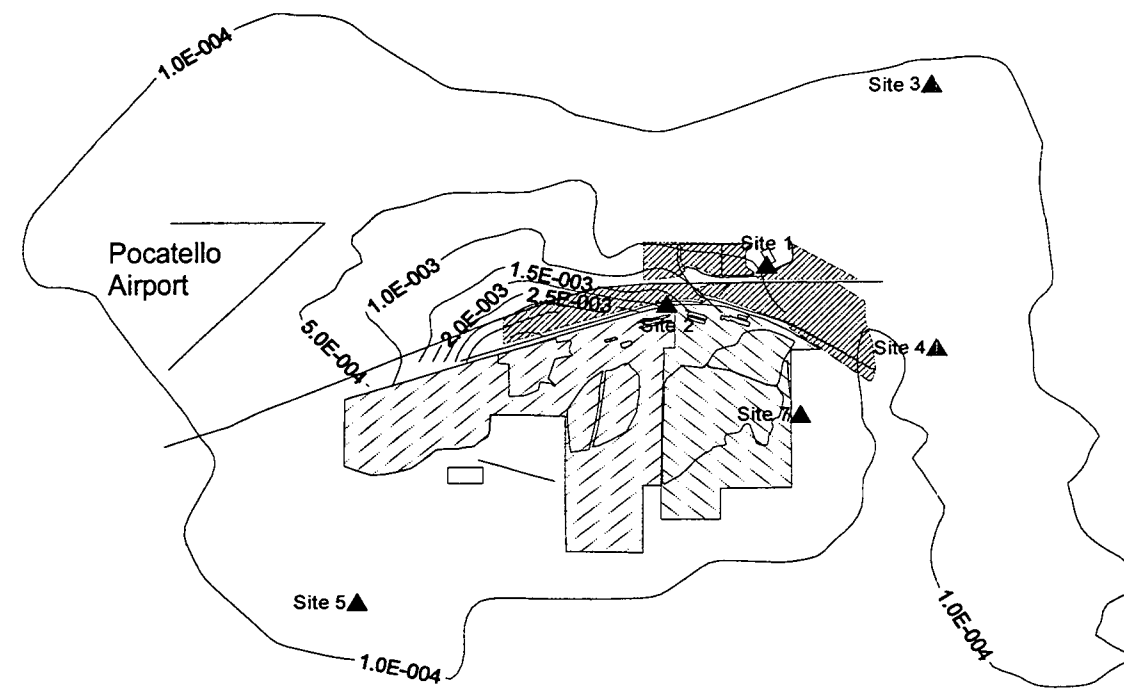 1.0E-004
Site 3
Pocatello
Airport
Site 1
1.5E-003
1.0E-003
2.5E-003
2.0E-003
Site 2
5.0E-004
Site 4
Site 7
Site 5
1.0E-004
1.0E-004